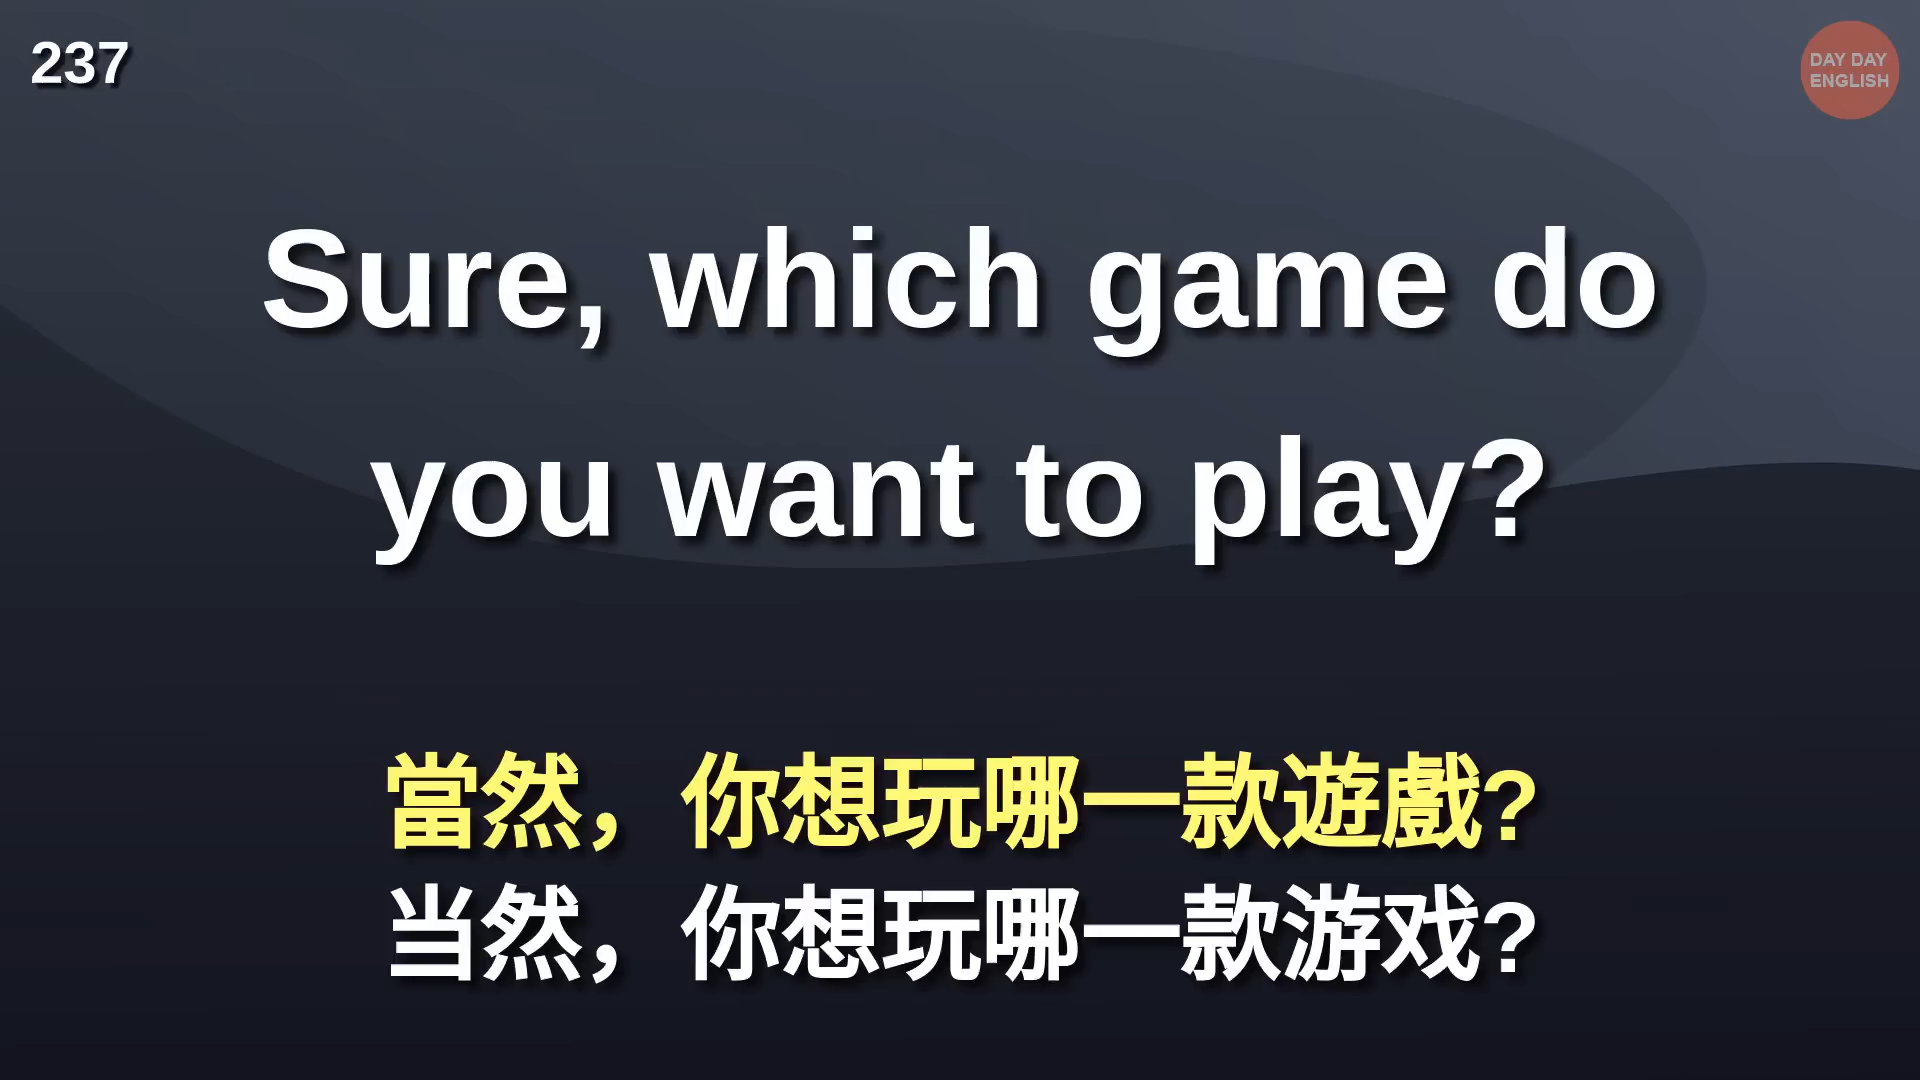 237
DAY DAY
ENGLISH
Sure, which game do
you want to play?
當然，你想玩哪一款遊戲?
当然，你想玩哪一款游戏?